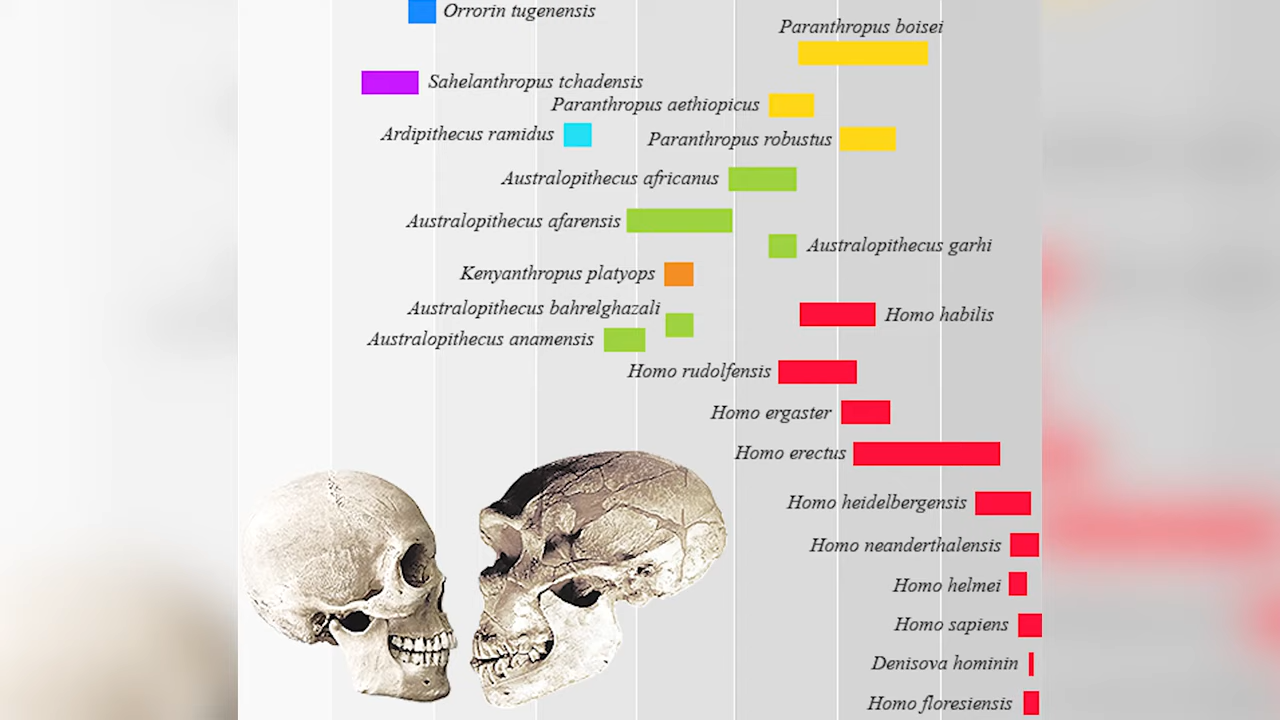 Orrorin tugenensis
Paranthropus boisei
Sahelanthropus tchadensis
Paranthropus aethiopicus
Ardipithecus ramidus
Paranthropus robustus
Australopithecus africanus
Australopithecus afarensis
Australopithecus garhi
Kenyanthropus platyops
Australopithecus bahrelghazali
Homo habilis
Australopithecus anamensis
Homo rudolfensis
Homo ergaster
Homo erectus
Homo heidelbergensis
Homo neanderthalensis
Homo helmei
Homo sapiens
Denisova hominin
Homo floresiensis